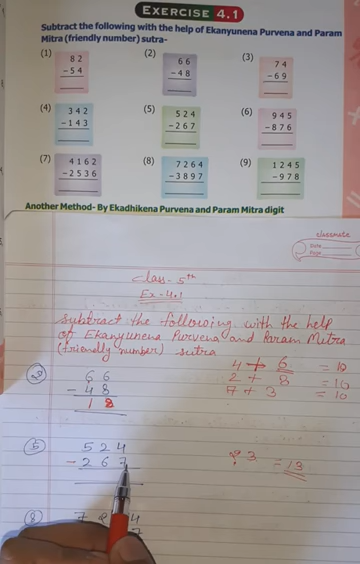 EXERCISE 4.1
Subtract the following with the help of Ekanyunena Purvena and Param
Mitra (friendly number) sutra-
(1) 82 (2) 66 (3) 74
-54 -48 -69
(4) 342 (5) 524 (6) 945
-143 -267 -876
(7) 4162 (8) 7264 (9) 1245
-2536 -3897 -978
Another Method- By Ekadhikena Purvena and Param Mitra digit
classmate
Date
Page
Class- 5th
Ex-4.1
Subtract the following with the help
of Ekanyunena Purvena and Param Mitra
(friendly number) sutra
4 + 6 = 10
2 + 8 = 10
7 + 3 = 10
66
- 48
18
(5) 524
- 267
3 = 13
(8) 7 4
7